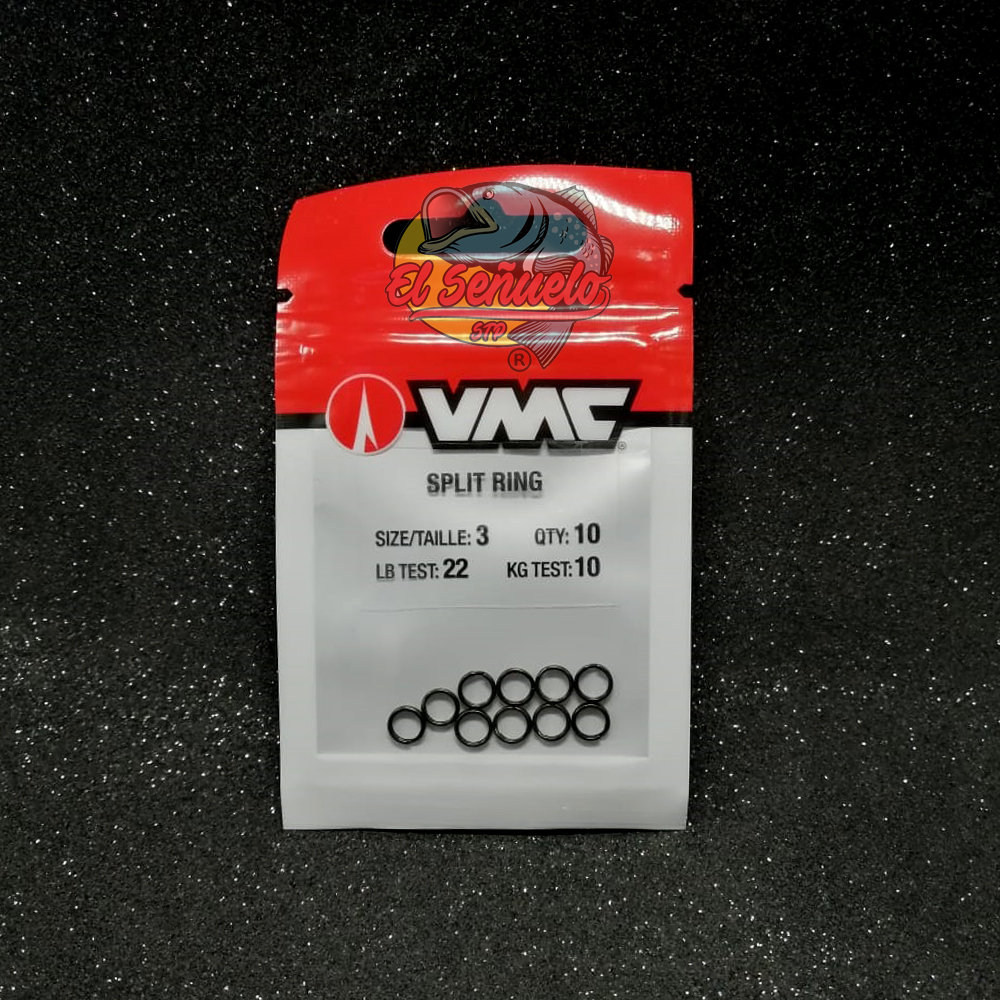 El Señuelo
STP
®
VMC®
SPLIT RING
SIZE/TAILLE: 3 QTY: 10
LB TEST: 22 KG TEST: 10